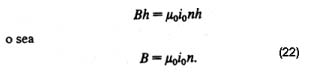 Bh = μ₀i₀nh
o sea
B = μ₀i₀n. (22)